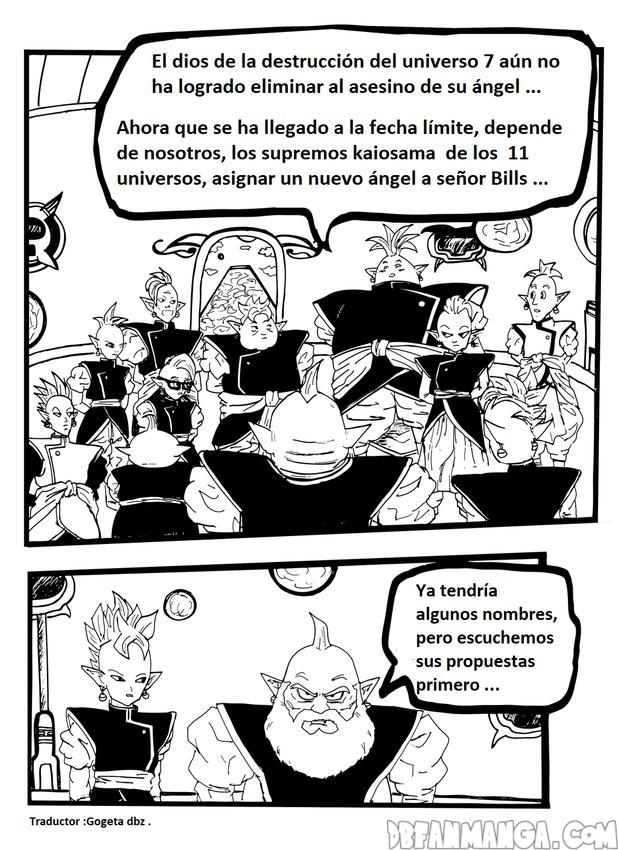 El dios de la destrucción del universo 7 aún no
ha logrado eliminar al asesino de su ángel ...
Ahora que se ha llegado a la fecha límite, depende
de nosotros, los supremos kaiosama de los 11
universos, asignar un nuevo ángel a señor Bills ...
Ya tendría
algunos nombres,
pero escuchemos
sus propuestas
primero ...
Traductor :Gogeta dbz .
DBFANMANGA.COM